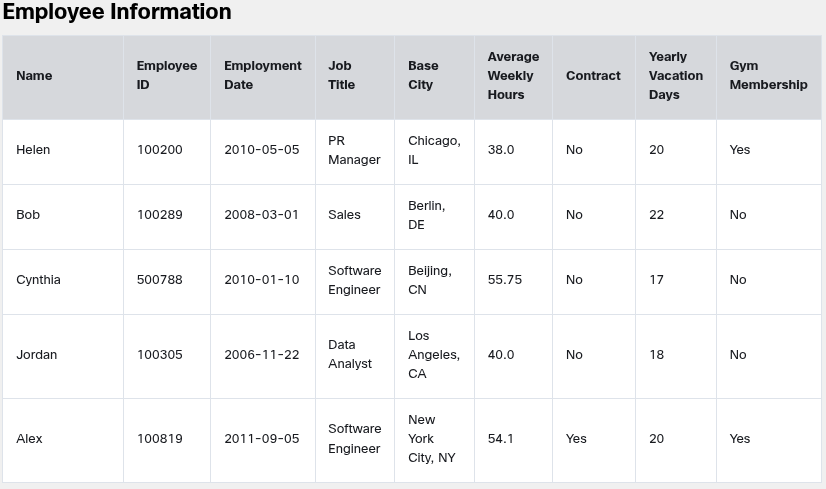 Employee Information
Name Employee ID Employment Date Job Title Base City Average Weekly Hours Contract Yearly Vacation Days Gym Membership
Helen 100200 2010-05-05 PR Manager Chicago, IL 38.0 No 20 Yes
Bob 100289 2008-03-01 Sales Berlin, DE 40.0 No 22 No
Cynthia 500788 2010-01-10 Software Engineer Beijing, CN 55.75 No 17 No
Jordan 100305 2006-11-22 Data Analyst Los Angeles, CA 40.0 No 18 No
Alex 100819 2011-09-05 Software Engineer New York City, NY 54.1 Yes 20 Yes